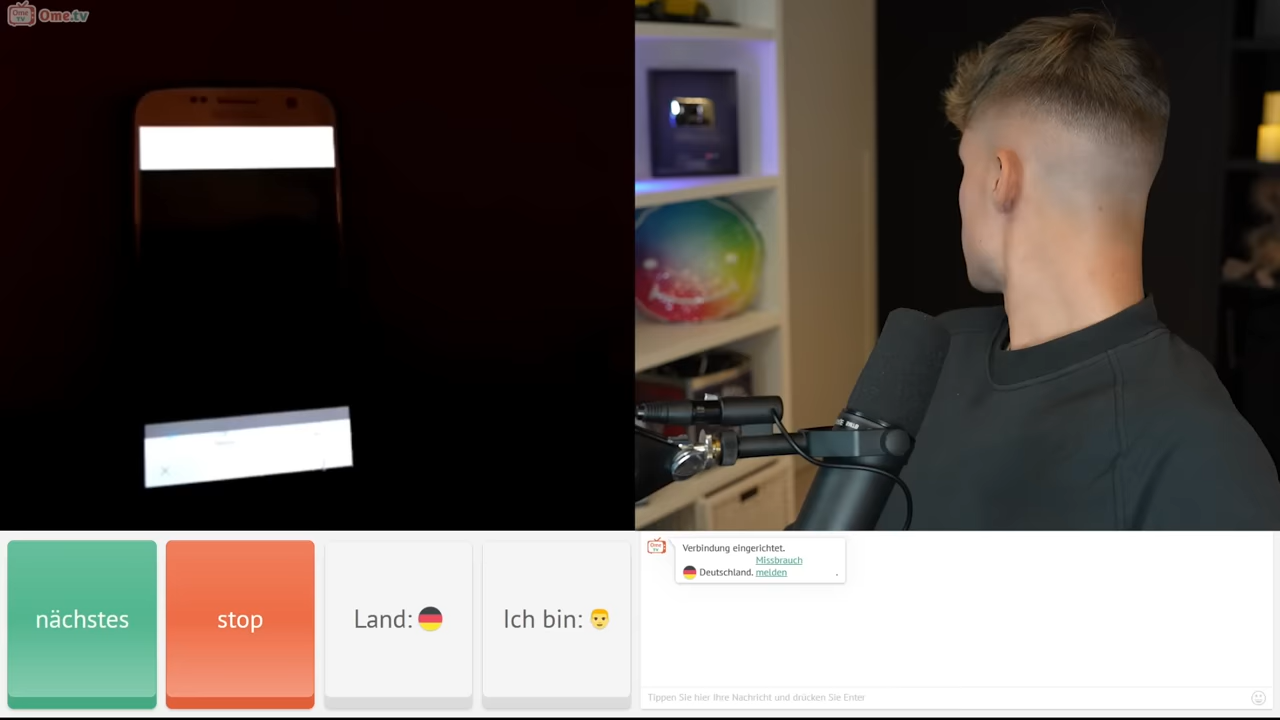 Ome.tv
nächstes
stop
Land:
Ich bin:
Verbindung eingerichtet.
Missbrauch
Deutschland. melden .
Tippen Sie hier Ihre Nachricht und drücken Sie Enter